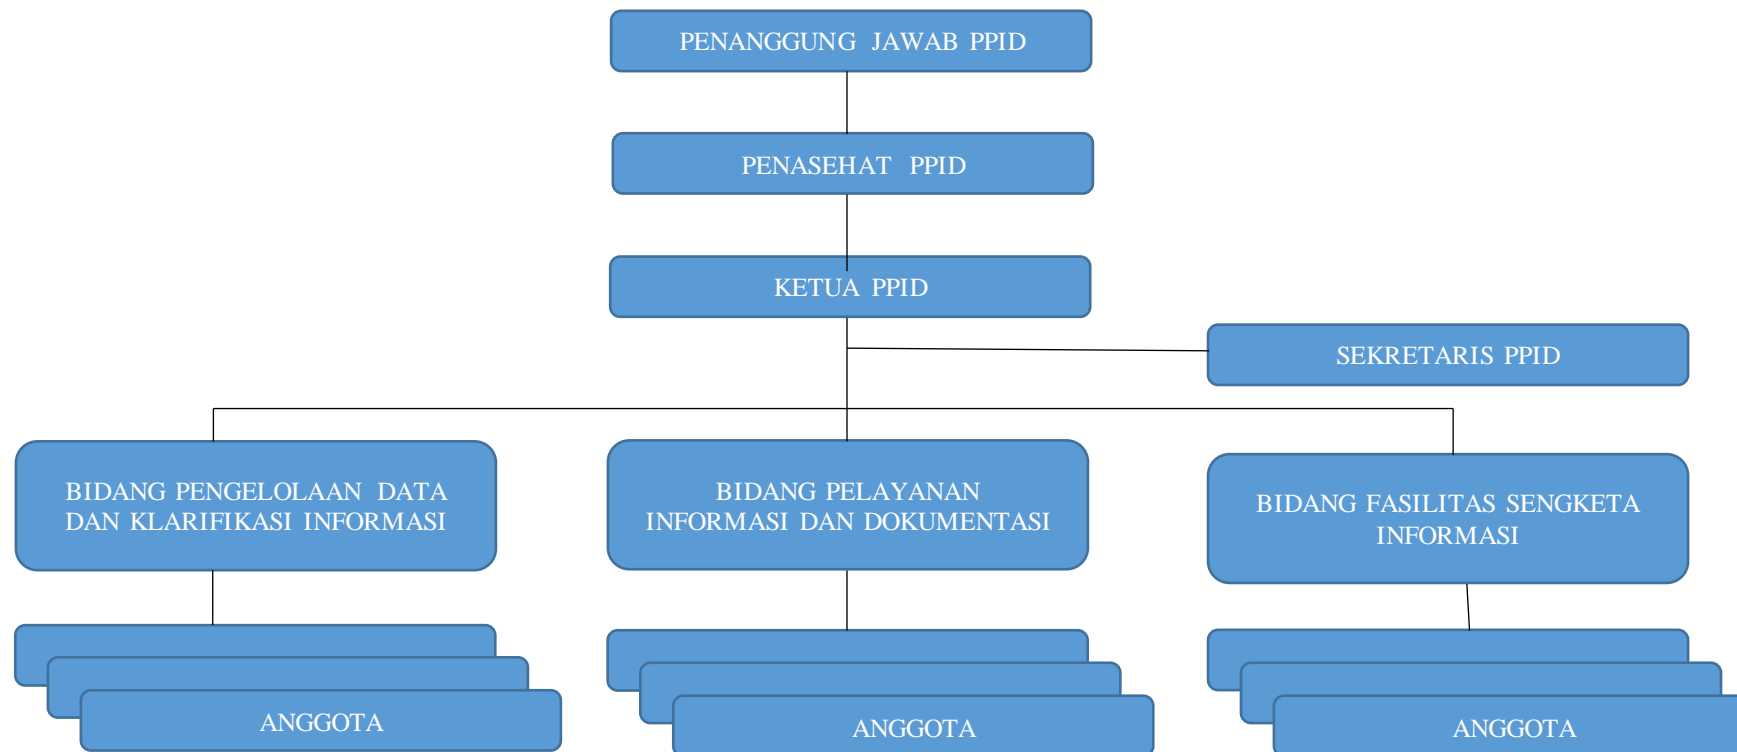 PENANGGUNG JAWAB PPID
PENASEHAT PPID
KETUA PPID
SEKRETARIS PPID
BIDANG PENGELOLAAN DATA
DAN KLARIFIKASI INFORMASI
BIDANG PELAYANAN
INFORMASI DAN DOKUMENTASI
BIDANG FASILITAS SENGKETA
INFORMASI
ANGGOTA
ANGGOTA
ANGGOTA